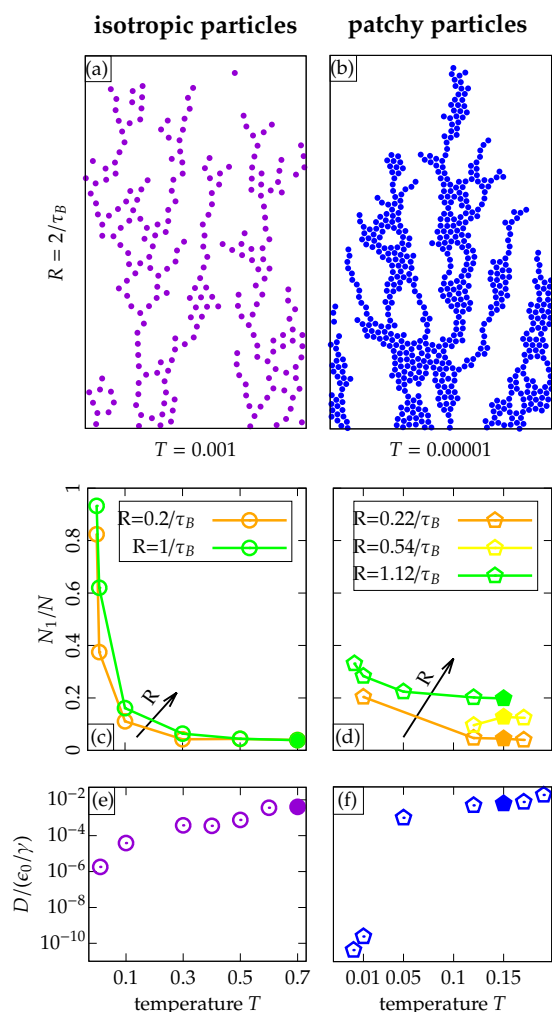 isotropic particles patchy particles
(a) (b)
R = 2/τ_B
T = 0.001 T = 0.00001
N₁/N
1
0.8
0.6
0.4
0.2
0
R=0.2/τ_B
R=1/τ_B
R
(c)
R=0.22/τ_B
R=0.54/τ_B
R=1.12/τ_B
R
(d)
D/(ϵ₀/γ)
10⁻²
10⁻⁴
10⁻⁶
10⁻⁸
10⁻¹⁰
(e) (f)
0.1 0.3 0.5 0.7 0.01 0.05 0.1 0.15
temperature T temperature T